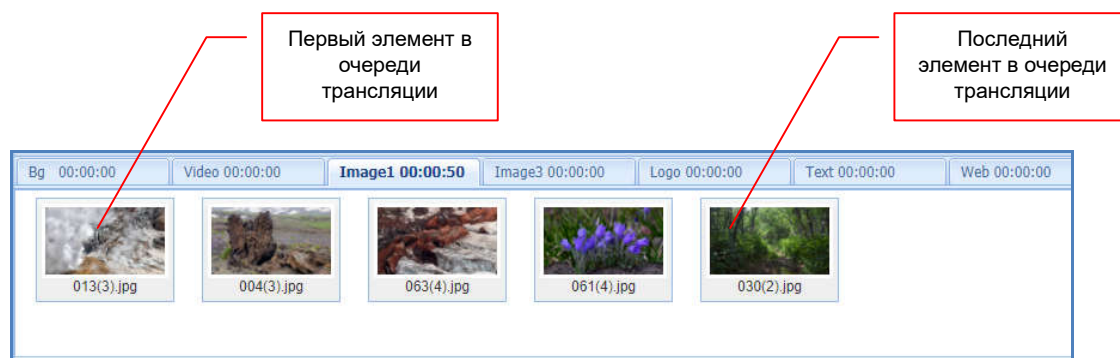 Первый элемент в
очереди
трансляции
Последний
элемент в очереди
трансляции
Bg 00:00:00 Video 00:00:00 Image1 00:00:50 Image3 00:00:00 Logo 00:00:00 Text 00:00:00 Web 00:00:00
013(3).jpg 004(3).jpg 063(4).jpg 061(4).jpg 030(2).jpg